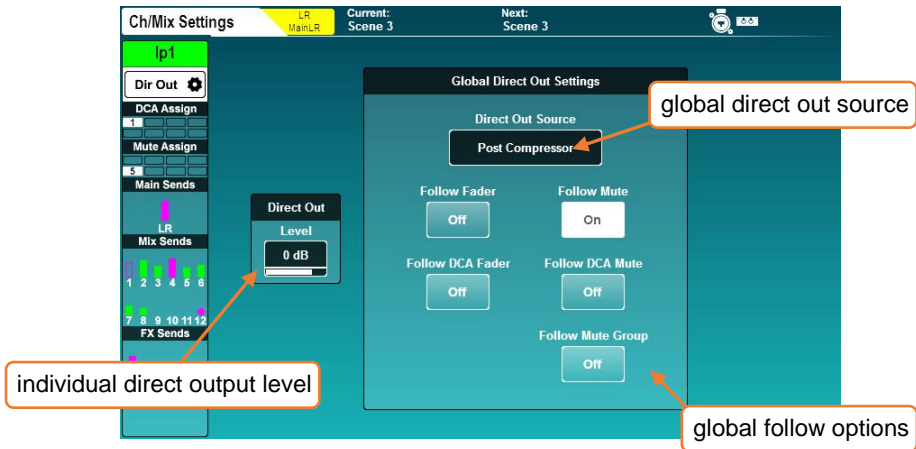 Ch/Mix Settings
LR
MainLR
Current:
Scene 3
Next:
Scene 3
Ip1
Dir Out
DCA Assign
1
Mute Assign
5
Main Sends
LR
Mix Sends
1 2 3 4 5 6
7 8 9 10 11 12
FX Sends
Direct Out
Level
0 dB
Global Direct Out Settings
Direct Out Source
Post Compressor
Follow Fader
Follow Mute
Off
On
Follow DCA Fader
Follow DCA Mute
Off
Off
Follow Mute Group
Off
global direct out source
individual direct output level
global follow options